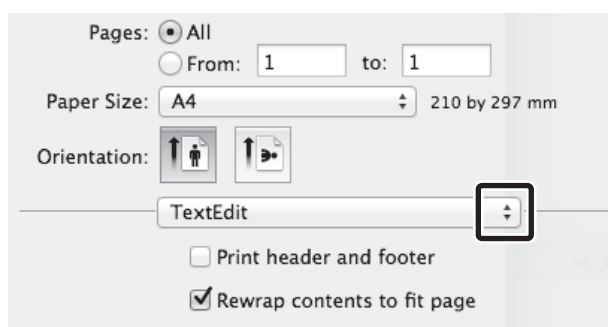 Pages: All
From: 1 to: 1
Paper Size: A4 210 by 297 mm
Orientation:
TextEdit
Print header and footer
Rewrap contents to fit page